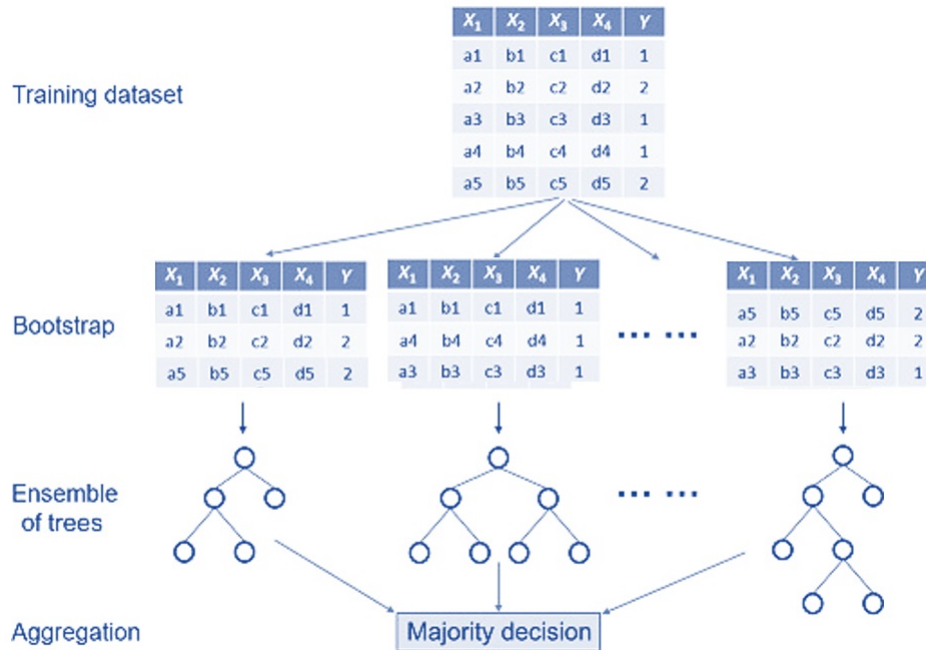 X1 X2 X3 X4 Y
a1 b1 c1 d1 1
a2 b2 c2 d2 2
Training dataset
a3 b3 c3 d3 1
a4 b4 c4 d4 1
a5 b5 c5 d5 2
X1 X2 X3 X4 Y
a1 b1 c1 d1 1
a2 b2 c2 d2 2
a5 b5 c5 d5 2
X1 X2 X3 X4 Y
a1 b1 c1 d1 1
a4 b4 c4 d4 1
a3 b3 c3 d3 1
X1 X2 X3 X4 Y
a5 b5 c5 d5 2
a2 b2 c2 d2 2
a3 b3 c3 d3 1
Bootstrap
... ...
Ensemble
of trees
... ...
Aggregation
Majority decision